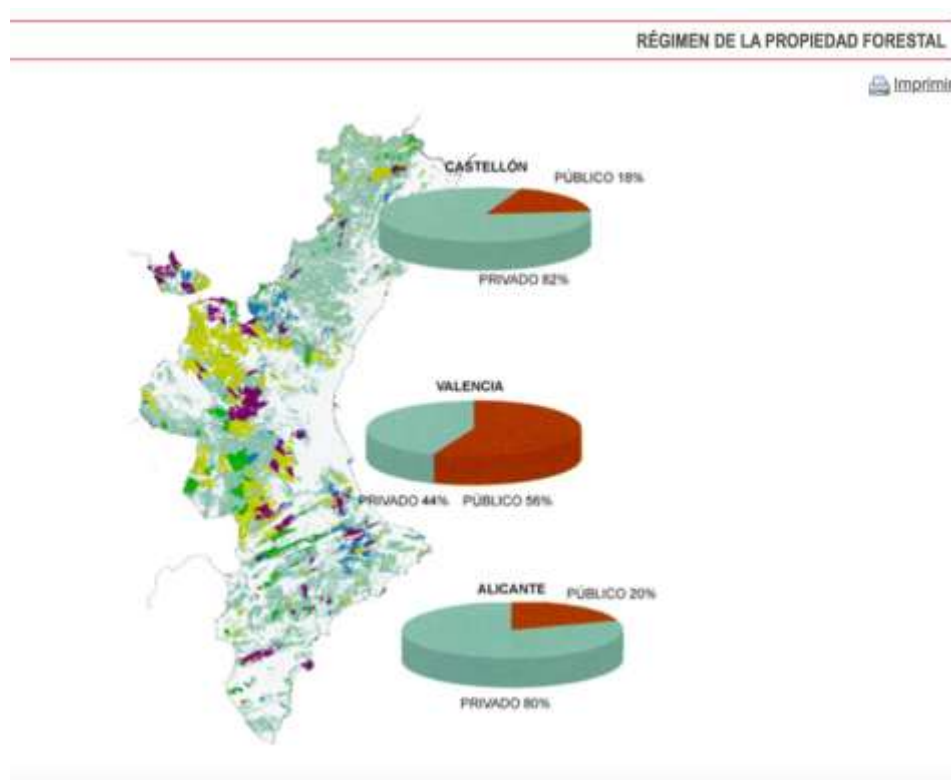 RÉGIMEN DE LA PROPIEDAD FORESTAL
Imprimir
CASTELLÓN
PÚBLICO 18%
PRIVADO 82%
VALENCIA
PRIVADO 44% PÚBLICO 56%
ALICANTE
PÚBLICO 20%
PRIVADO 80%